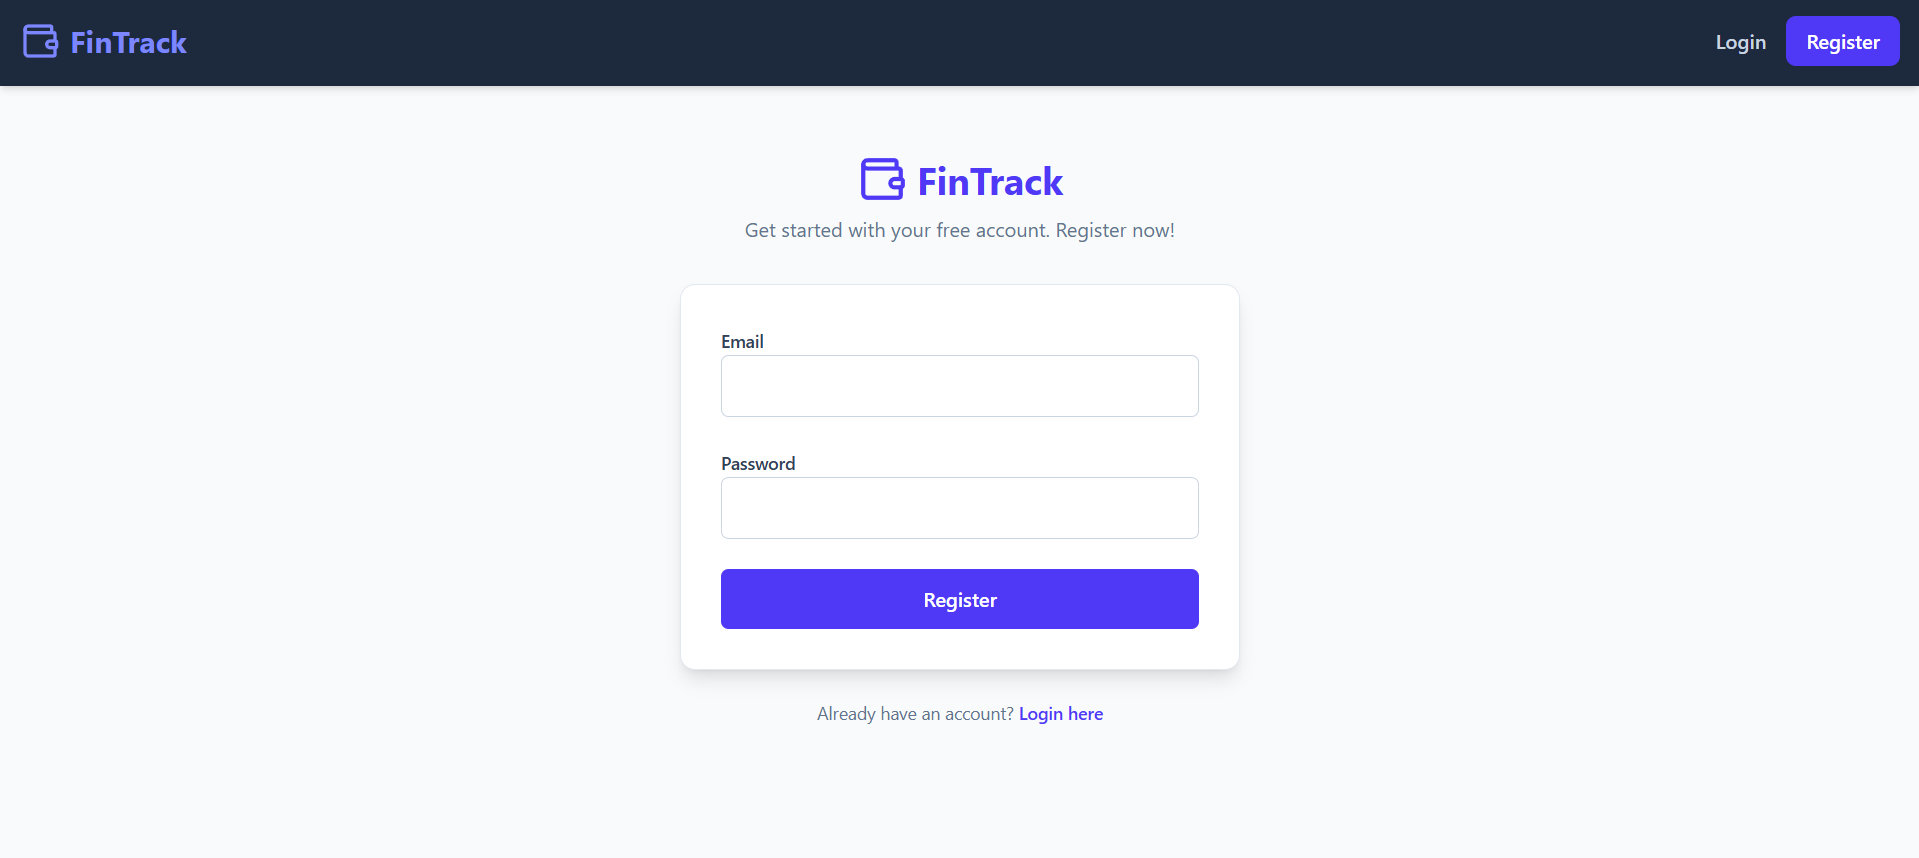 FinTrack
Login
Register
FinTrack
Get started with your free account. Register now!
Email
Password
Register
Already have an account? Login here